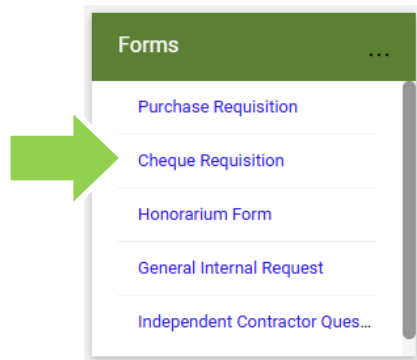 Forms ...
Purchase Requisition
Cheque Requisition
Honorarium Form
General Internal Request
Independent Contractor Ques...